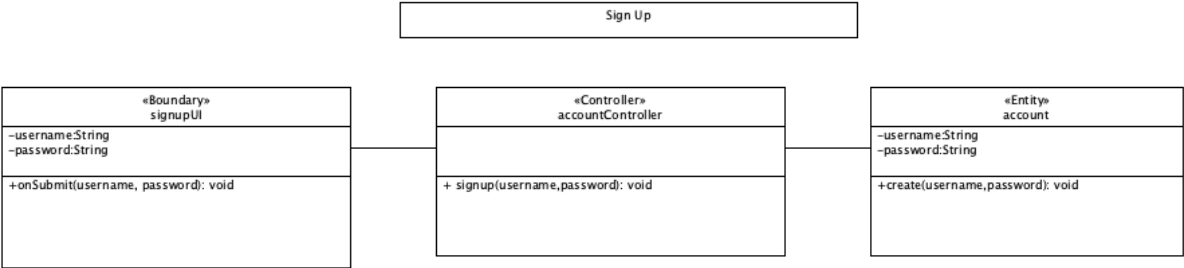 Sign Up
«Boundary»
signupUI
-username:String
-password:String
+onSubmit(username, password): void
«Controller»
accountController
+ signup(username,password): void
«Entity»
account
-username:String
-password:String
+create(username,password): void